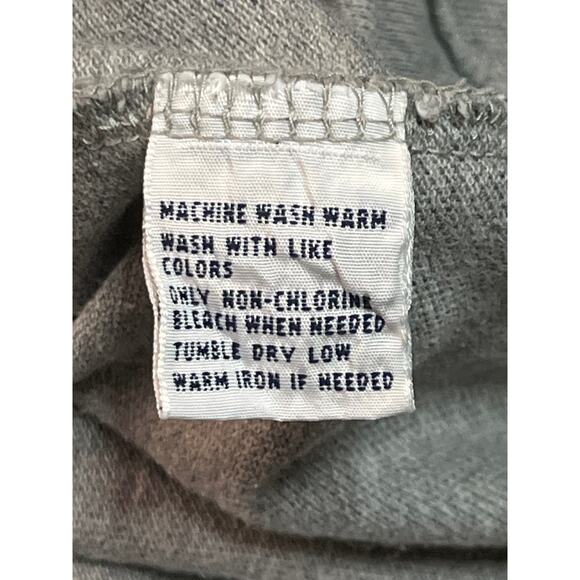 MACHINE WASH WARM
WASH WITH LIKE
COLORS
ONLY NON-CHLORINE
BLEACH WHEN NEEDED
TUMBLE DRY LOW
WARM IRON IF NEEDED